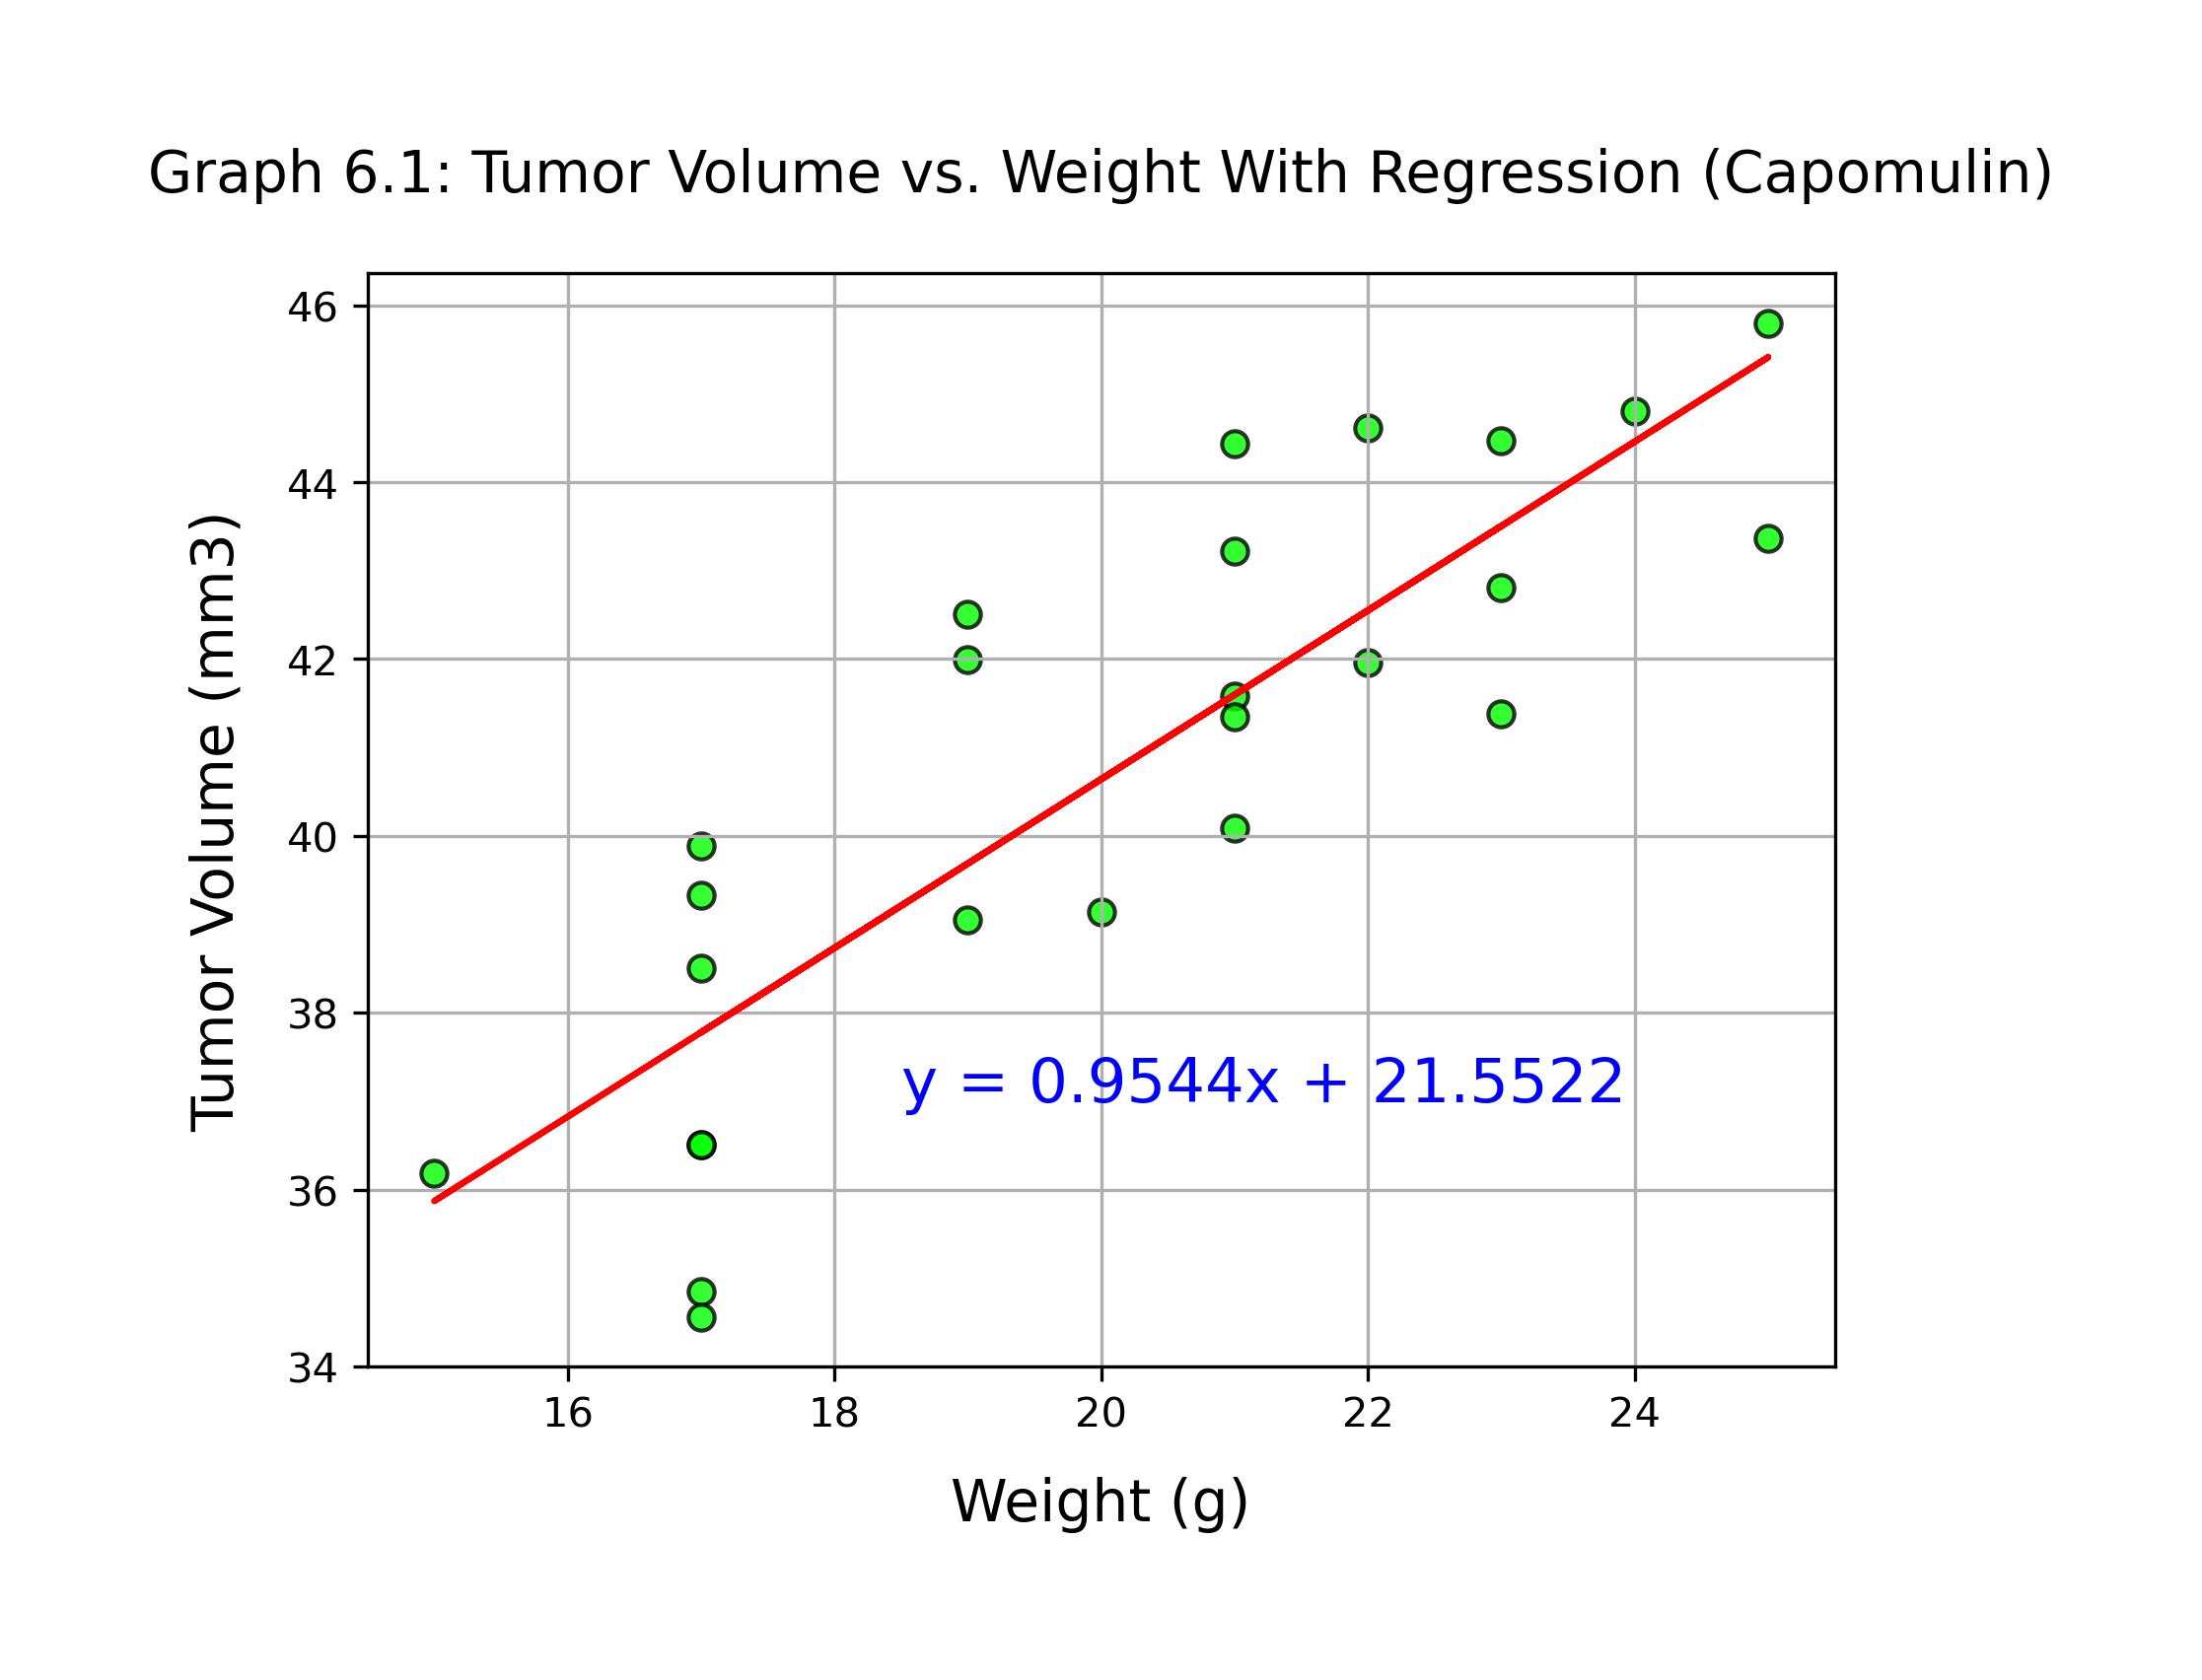 Graph 6.1: Tumor Volume vs. Weight With Regression (Capomulin)
46
44
42
40
38
36
34
Tumor Volume (mm3)
y = 0.9544x + 21.5522
16 18 20 22 24
Weight (g)